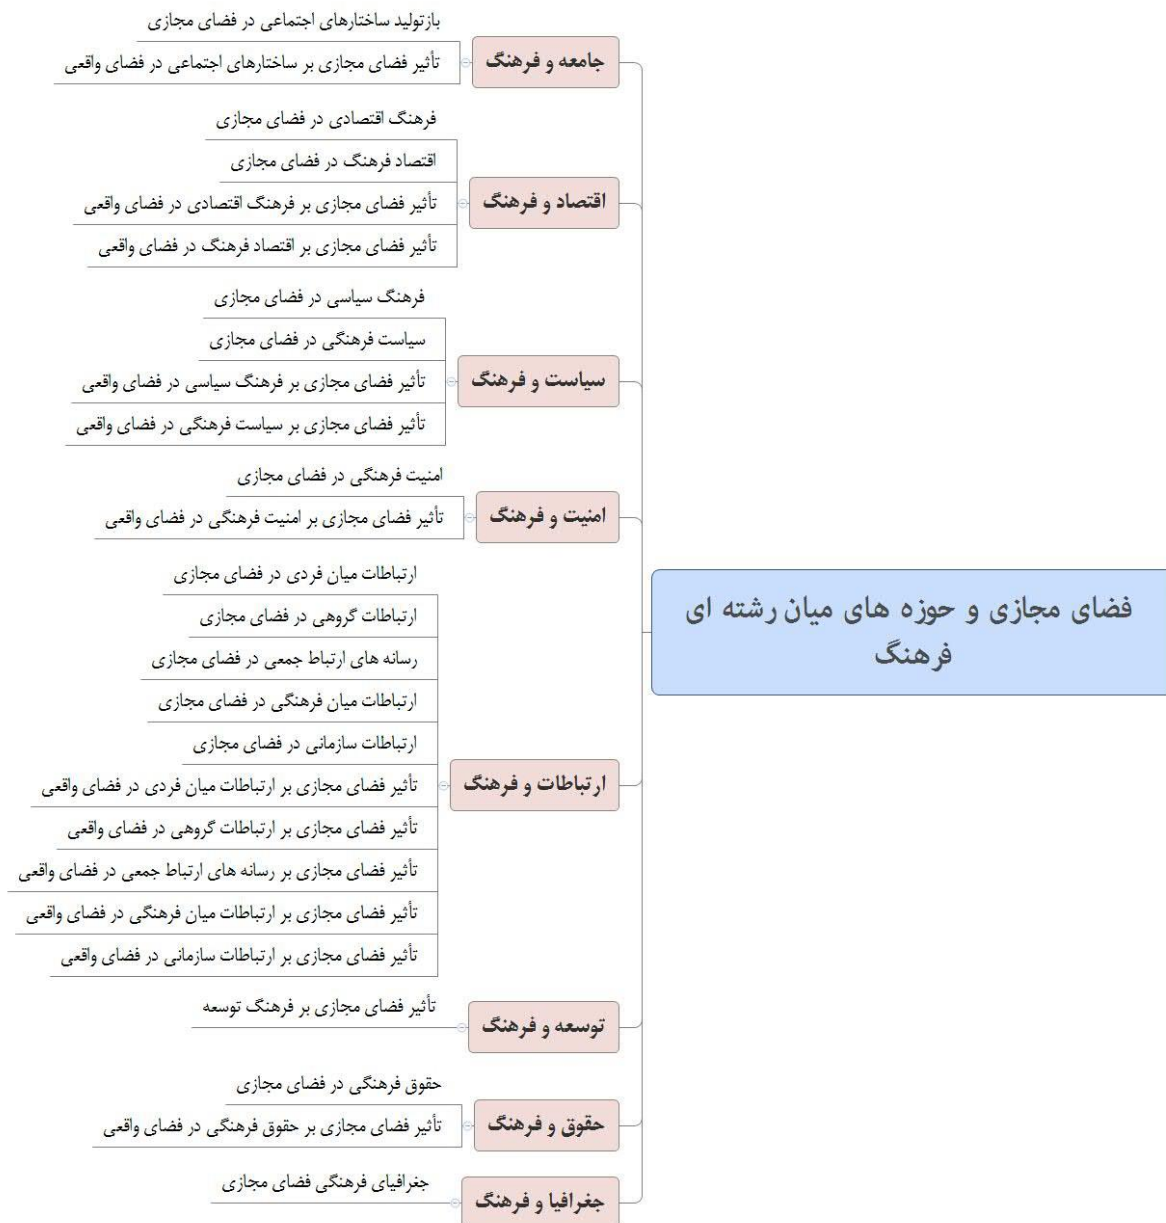 فضای مجازی و حوزه های میان رشته ای
فرهنگ
جامعه و فرهنگ
بازتولید ساختارهای اجتماعی در فضای مجازی
تأثیر فضای مجازی بر ساختارهای اجتماعی در فضای واقعی
اقتصاد و فرهنگ
فرهنگ اقتصادی در فضای مجازی
اقتصاد فرهنگ در فضای مجازی
تأثیر فضای مجازی بر فرهنگ اقتصادی در فضای واقعی
تأثیر فضای مجازی بر اقتصاد فرهنگ در فضای واقعی
سیاست و فرهنگ
فرهنگ سیاسی در فضای مجازی
سیاست فرهنگی در فضای مجازی
تأثیر فضای مجازی بر فرهنگ سیاسی در فضای واقعی
تأثیر فضای مجازی بر سیاست فرهنگی در فضای واقعی
امنیت و فرهنگ
امنیت فرهنگی در فضای مجازی
تأثیر فضای مجازی بر امنیت فرهنگی در فضای واقعی
ارتباطات و فرهنگ
ارتباطات میان فردی در فضای مجازی
ارتباطات گروهی در فضای مجازی
رسانه های ارتباط جمعی در فضای مجازی
ارتباطات میان فرهنگی در فضای مجازی
ارتباطات سازمانی در فضای مجازی
تأثیر فضای مجازی بر ارتباطات میان فردی در فضای واقعی
تأثیر فضای مجازی بر ارتباطات گروهی در فضای واقعی
تأثیر فضای مجازی بر رسانه های ارتباط جمعی در فضای واقعی
تأثیر فضای مجازی بر ارتباطات میان فرهنگی در فضای واقعی
تأثیر فضای مجازی بر ارتباطات سازمانی در فضای واقعی
توسعه و فرهنگ
تأثیر فضای مجازی بر فرهنگ توسعه
حقوق و فرهنگ
حقوق فرهنگی در فضای مجازی
تأثیر فضای مجازی بر حقوق فرهنگی در فضای واقعی
جغرافیا و فرهنگ
جغرافیای فرهنگی فضای مجازی